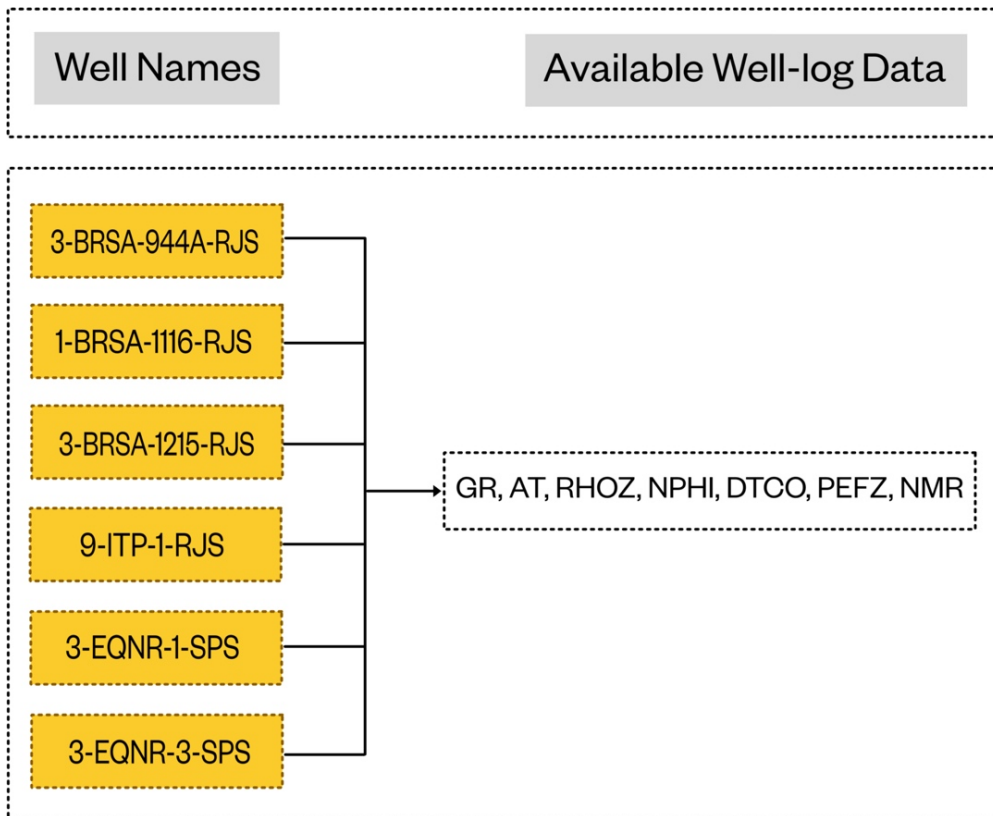 Well Names
Available Well-log Data
3-BRSA-944A-RJS
1-BRSA-1116-RJS
3-BRSA-1215-RJS
9-ITP-1-RJS
3-EQNR-1-SPS
3-EQNR-3-SPS
GR, AT, RHOZ, NPHI, DTCO, PEFZ, NMR